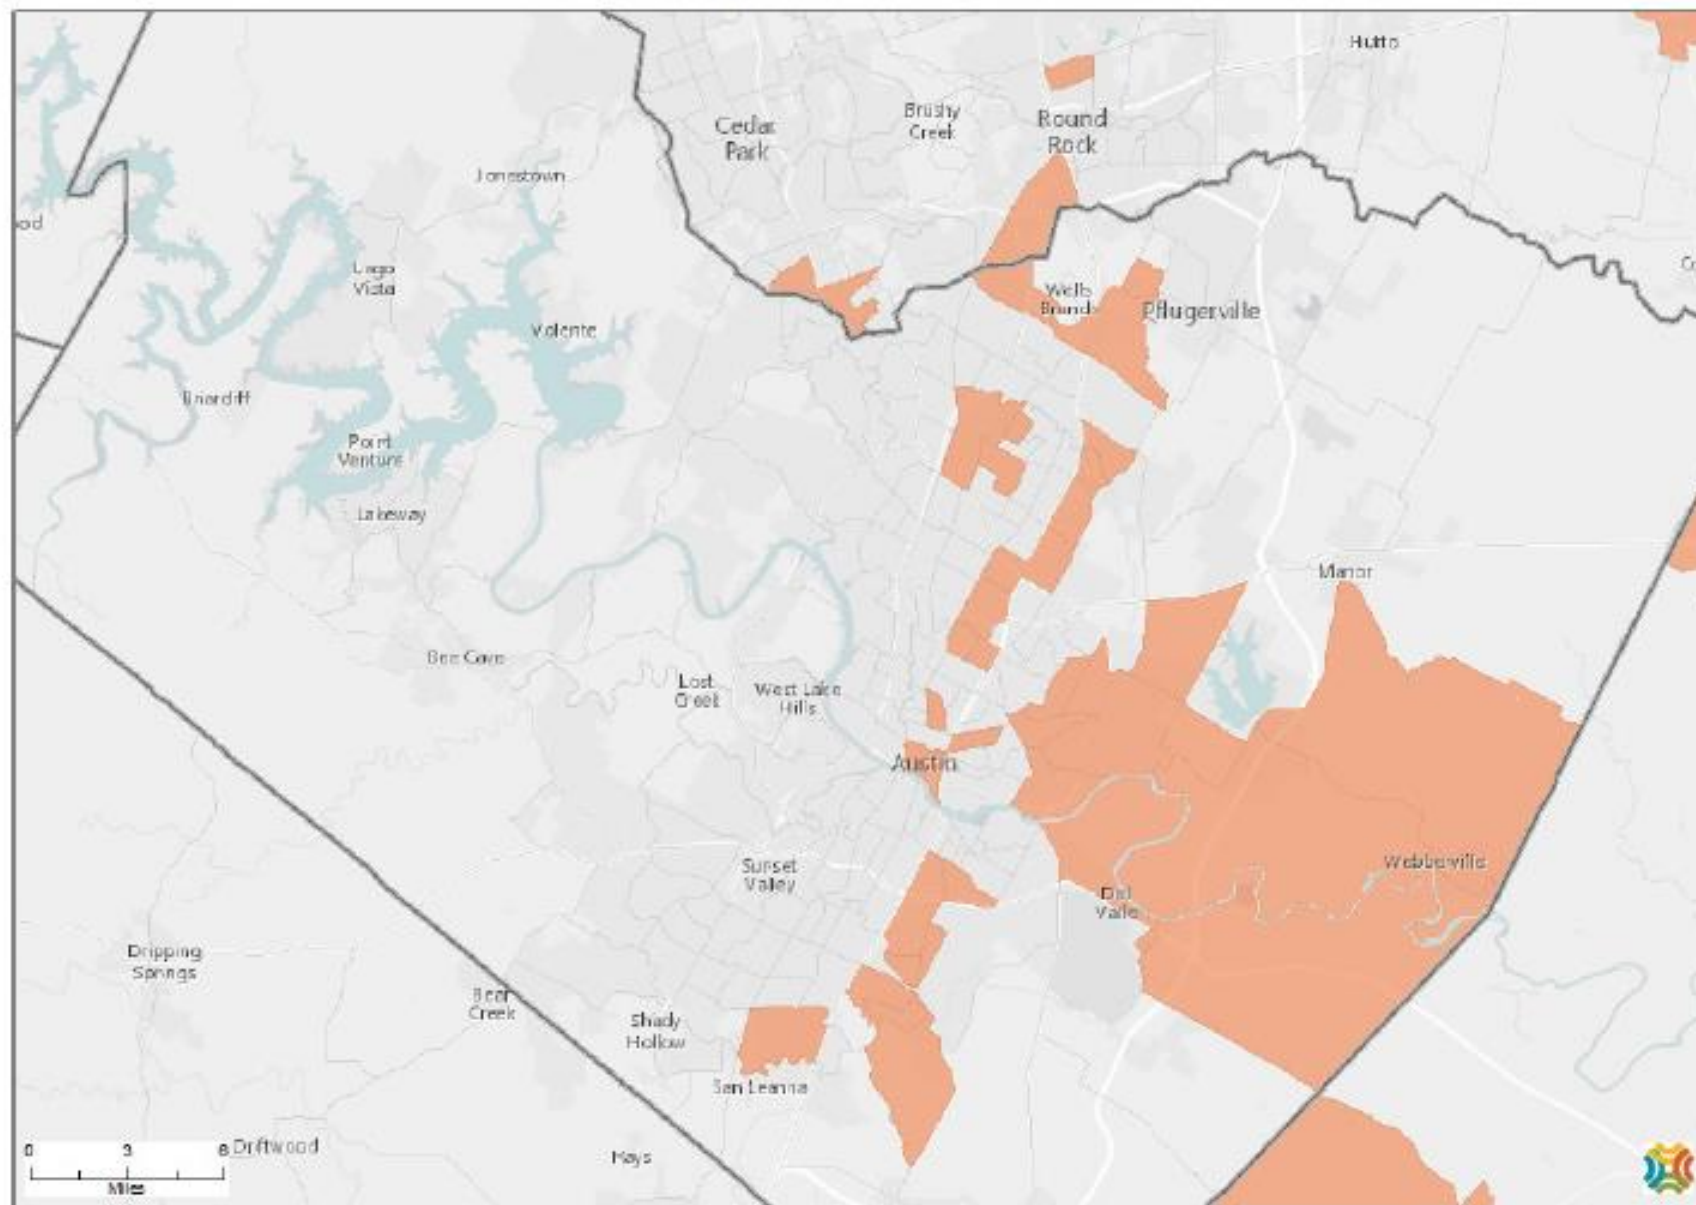 Hutto
Cedar
Park
Brushy
Creek
Round
Rock
Jonestown
Lago
Vista
Volente
Wells
Branch
Pflugerville
Briarcliff
Point
Venture
Lakeway
Manor
Bee Cave
Lost
Creek
West Lake
Hills
Austin
Sunset
Valley
Webberville
Del
Valle
Dripping
Springs
Bear
Creek
Shady
Hollow
San Leanna
Driftwood
Hays
0 3 6
Miles